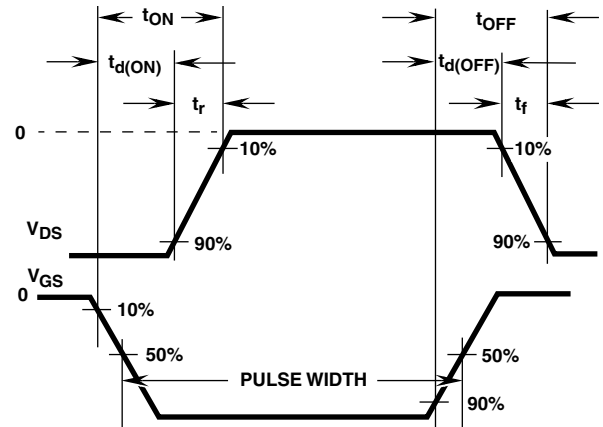 tON
tOFF
td(ON)
td(OFF)
tr
tf
0
10%
10%
VDS
90%
90%
VGS
0
10%
50%
50%
PULSE WIDTH
90%